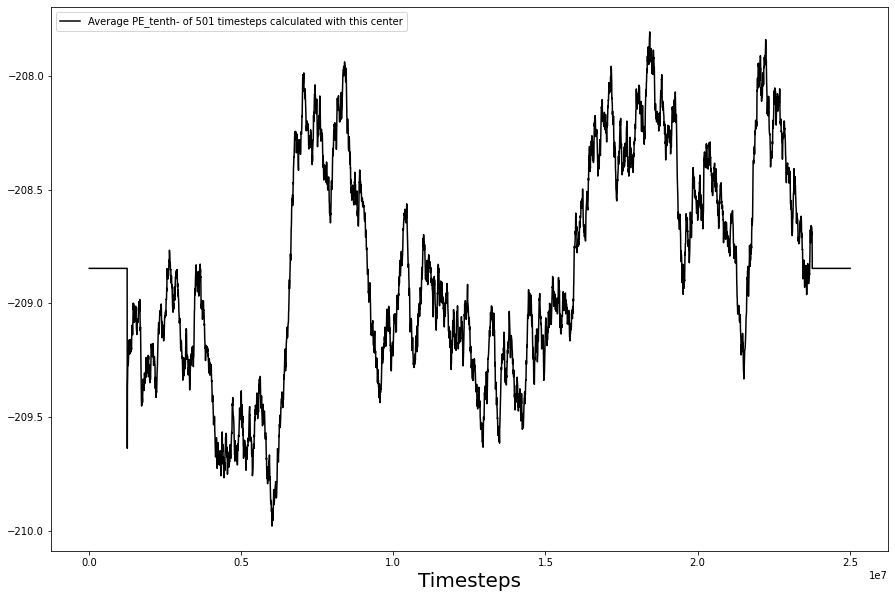 Average PE_tenth- of 501 timesteps calculated with this center
−208.0
−208.5
−209.0
−209.5
−210.0
0.0 0.5 1.0 1.5 2.0 2.5
1e7
Timesteps